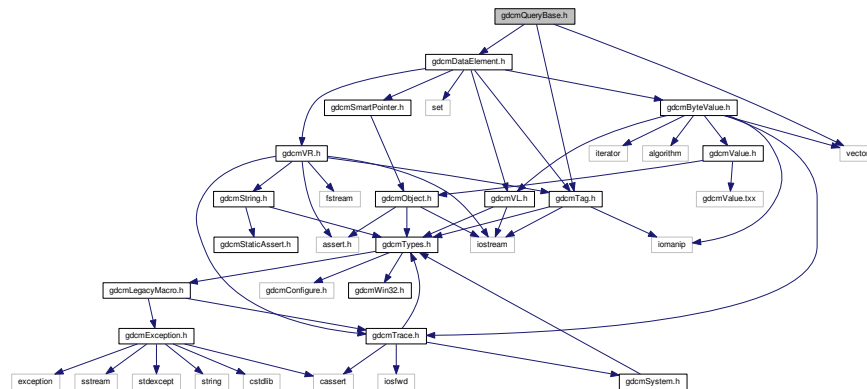 gdcmQueryBase.h
gdcmDataElement.h
gdcmSmartPointer.h
set
gdcmByteValue.h
gdcmVR.h
iterator
algorithm
gdcmValue.h
vector
gdcmString.h
fstream
gdcmObject.h
gdcmVL.h
gdcmTag.h
gdcmValue.txx
gdcmStaticAssert.h
assert.h
gdcmTypes.h
iostream
iomanip
gdcmLegacyMacro.h
gdcmConfigure.h
gdcmWin32.h
gdcmException.h
gdcmTrace.h
exception
sstream
stdexcept
string
cstdlib
cassert
iosfwd
gdcmSystem.h